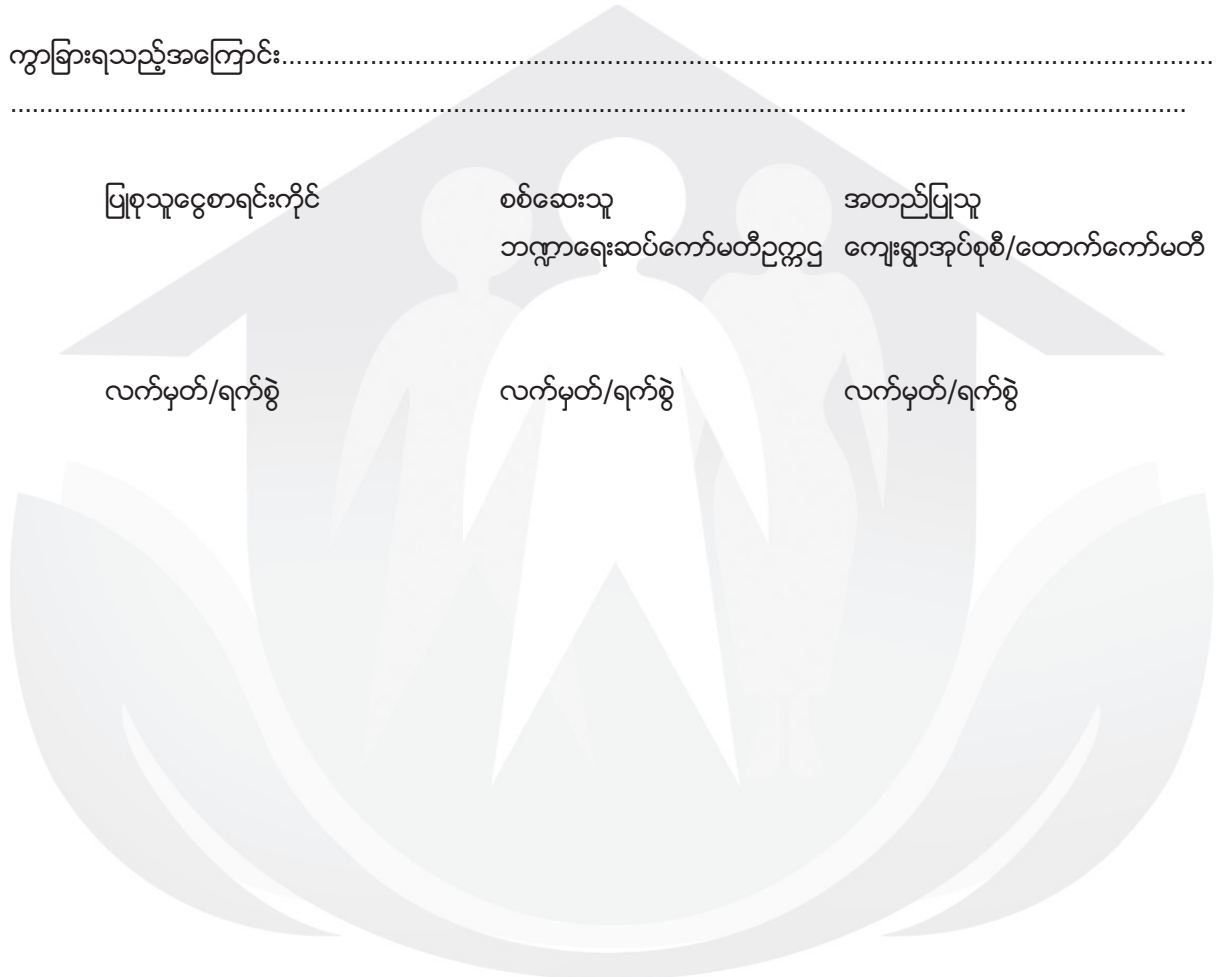 ကွာခြားရသည့်အကြောင်း.............................................................................................................................
..............................................................................................................................................................
ပြုစုသူငွေစာရင်းကိုင် စစ်ဆေးသူ အတည်ပြုသူ
ဘဏ္ဍာရေးဆပ်ကော်မတီဥက္ကဌ ကျေးရွာအုပ်စုစီ/ထောက်ကော်မတီ
လက်မှတ်/ရက်စွဲ လက်မှတ်/ရက်စွဲ လက်မှတ်/ရက်စွဲ